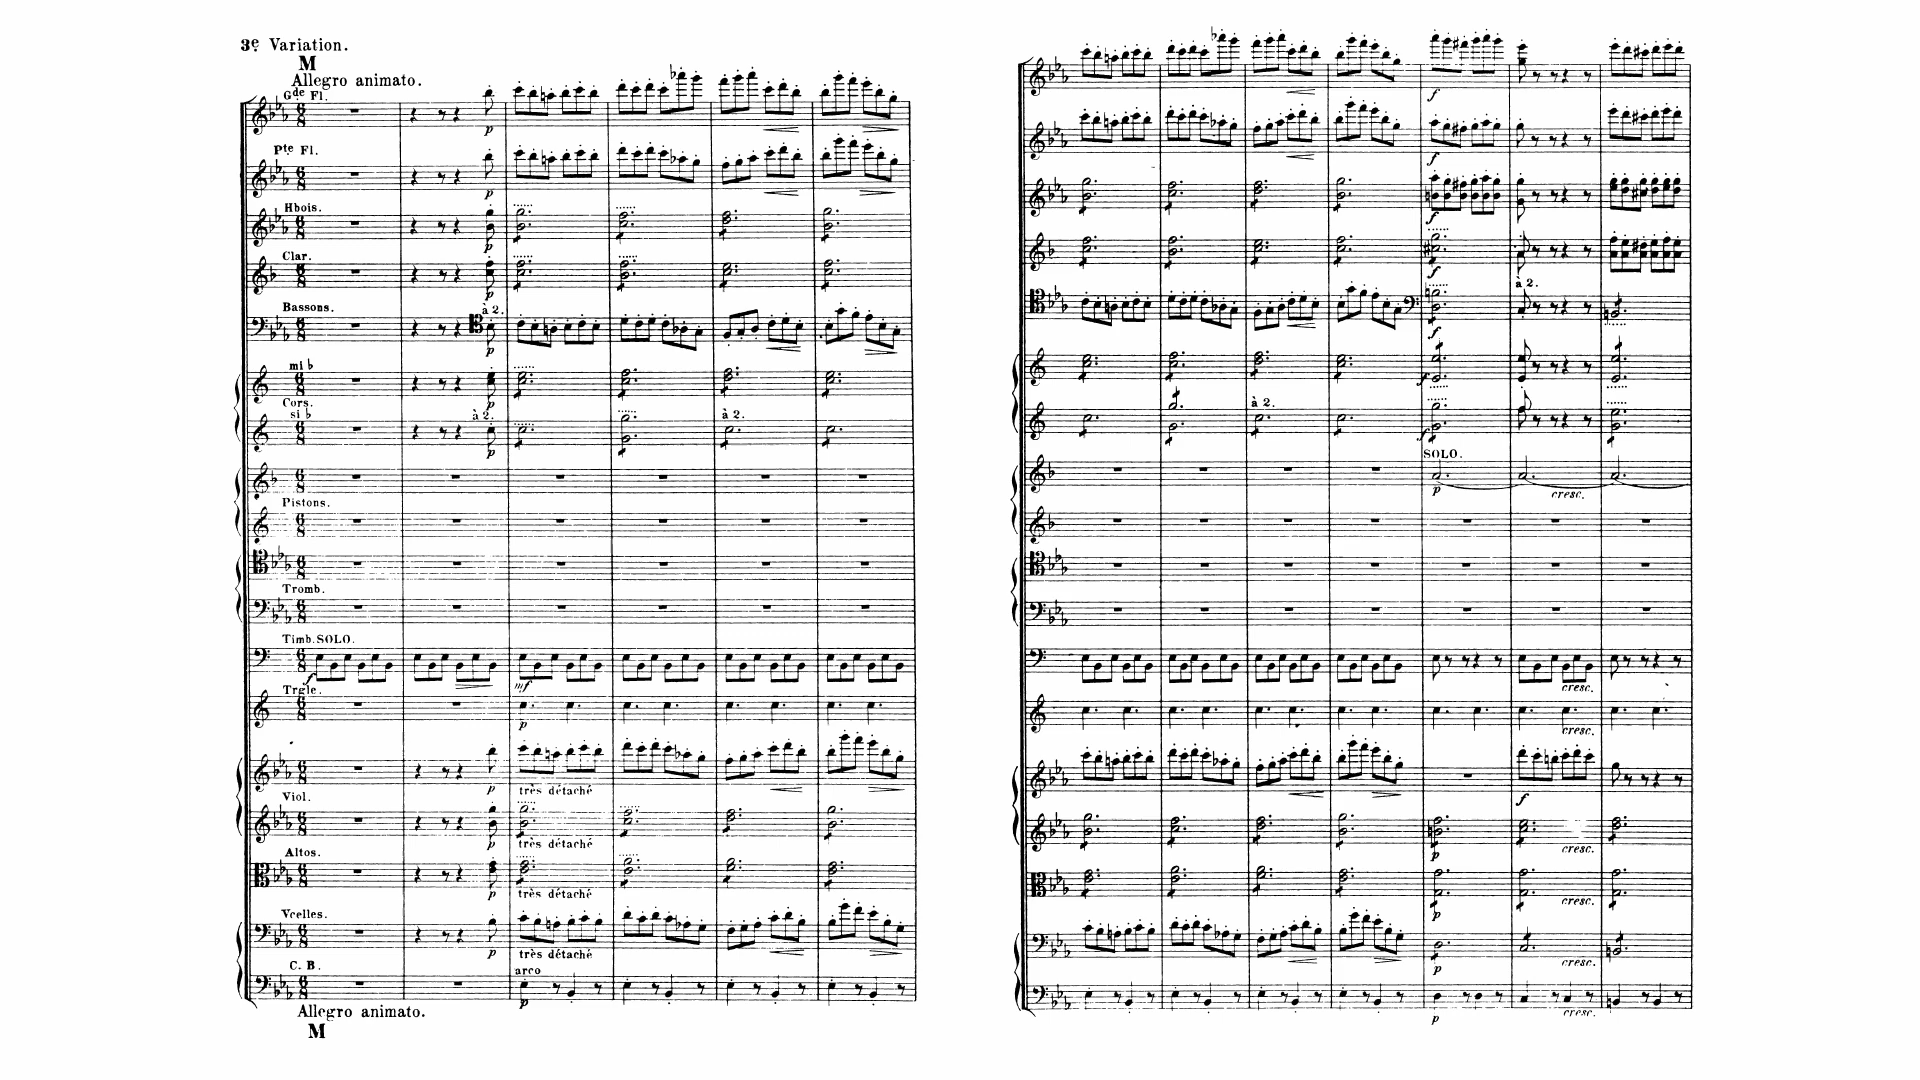 3e Variation.
M
Allegro animato.
Gde Fl.
p
Pte Fl.
p
Hbois.
p
Clar.
p
Bassons.
à 2.
p
mi b
p
Cors.
si b
à 2.
à 2.
p
Pistons.
Tromb.
Timb. SOLO.
f
mf
Trgle.
p
p
très détaché
Viol.
p
très détaché
Altos.
p
très détaché
Vcelles.
p
très détaché
C. B.
arco
p
Allegro animato.
M
f
f
f
f
à 2.
f
f
à 2.
f
SOLO.
p
cresc.
cresc.
cresc.
f
p
cresc.
p
cresc.
p
cresc.
p
cresc.